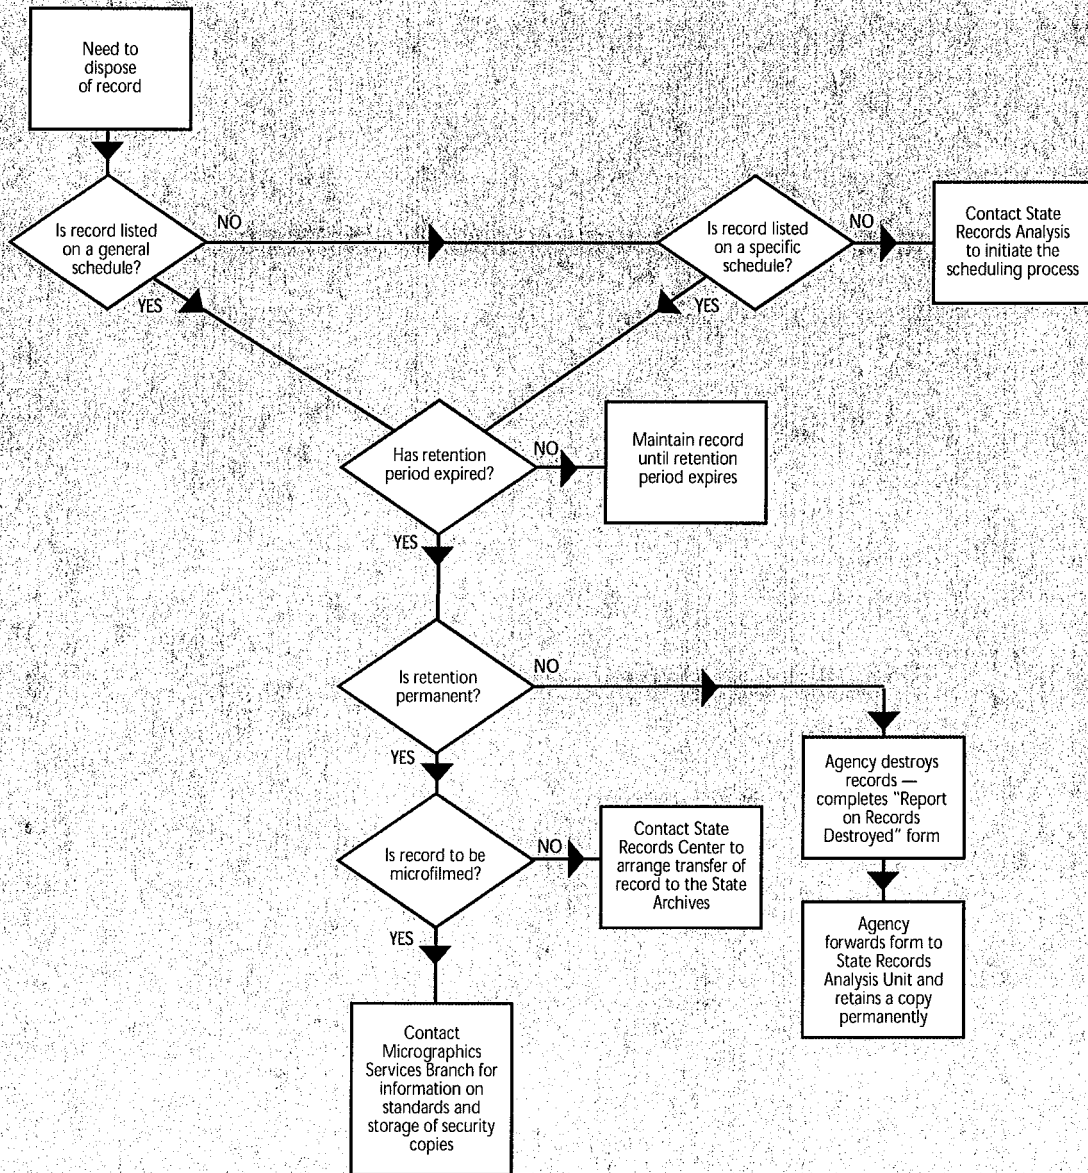 Need to
dispose
of record
Is record listed
on a general
schedule?
NO
YES
Is record listed
on a specific
schedule?
NO
YES
Contact State
Records Analysis
to initiate the
scheduling process
Has retention
period expired?
NO
YES
Maintain record
until retention
period expires
Is retention
permanent?
NO
YES
Agency destroys
records —
completes "Report
on Records
Destroyed" form
Agency
forwards form to
State Records
Analysis Unit and
retains a copy
permanently
Is record to be
microfilmed?
NO
YES
Contact State
Records Center to
arrange transfer of
record to the State
Archives
Contact
Micrographics
Services Branch for
information on
standards and
storage of security
copies